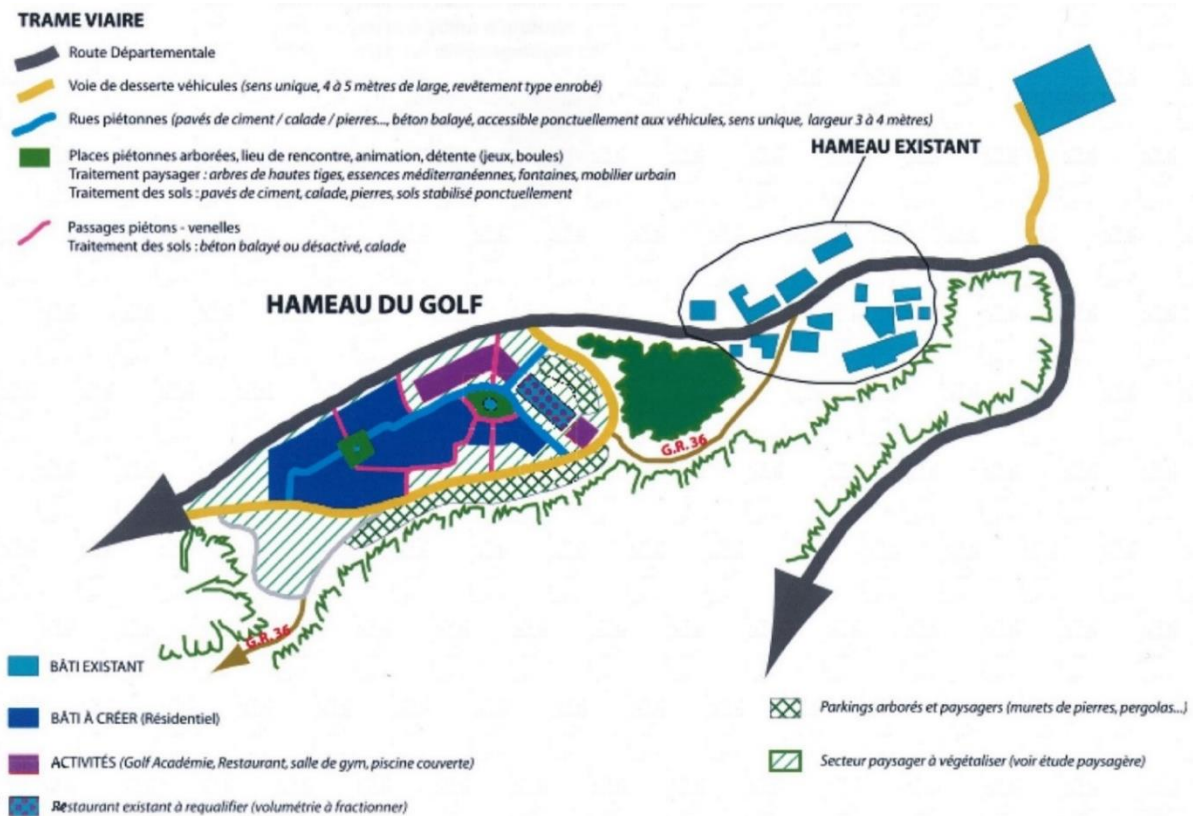 TRAME VIAIRE
Route Départementale
Voie de desserte véhicules (sens unique, 4 à 5 mètres de large, revêtement type enrobé)
Rues piétonnes (pavés de ciment / calade / pierres..., béton balayé, accessible ponctuellement aux véhicules, sens unique, largeur 3 à 4 mètres)
Places piétonnes arborées, lieu de rencontre, animation, détente (jeux, boules)
Traitement paysager : arbres de hautes tiges, essences méditerranéennes, fontaines, mobilier urbain
Traitement des sols : pavés de ciment, calade, pierres, sols stabilisé ponctuellement
Passages piéton - venelles
Traitement des sols : béton balayé ou désactivé, calade
HAMEAU EXISTANT
HAMEAU DU GOLF
G.R. 36
G.R. 36
BÂTI EXISTANT
BÂTI À CRÉER (Résidentiel)
ACTIVITÉS (Golf Académie, Restaurant, salle de gym, piscine couverte)
Restaurant existant à requalifier (volumétrie à fractionner)
Parkings arborés et paysagers (murets de pierres, pergolas...)
Secteur paysager à végétaliser (voir étude paysagère)